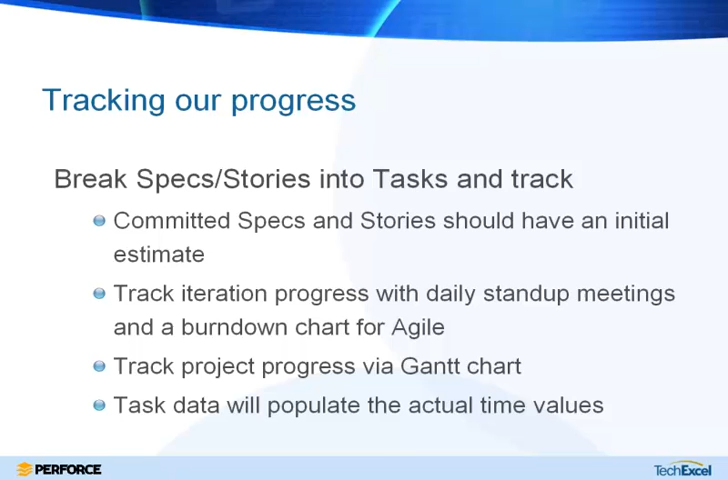 Tracking our progress
Break Specs/Stories into Tasks and track
Committed Specs and Stories should have an initial
estimate
Track iteration progress with daily standup meetings
and a burndown chart for Agile
Track project progress via Gantt chart
Task data will populate the actual time values
PERFORCE
TechExcel